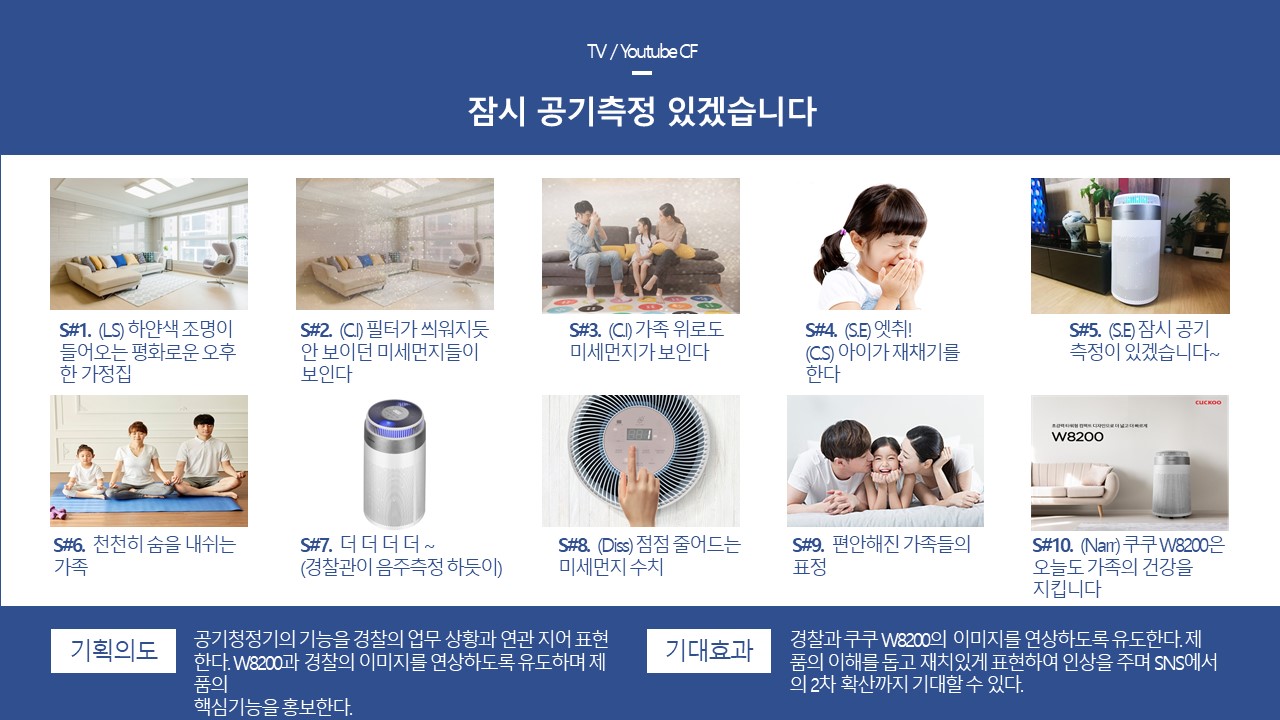 TV / Youtube CF
잠시 공기측정 있겠습니다
S#1. (L.S) 하얀색 조명이
들어오는 평화로운 오후
한 가정집
S#2. (C.I) 필터가 씌워지듯
안 보이던 미세먼지들이
보인다
S#3. (C.I) 가족 위로도
미세먼지가 보인다
S#4. (S.E) 엣취!
(C.S) 아이가 재채기를
한다
S#5. (S.E) 잠시 공기
측정이 있겠습니다~
S#6. 천천히 숨을 내쉬는
가족
S#7. 더 더 더 더 ~
(경찰관이 음주측정 하듯이)
S#8. (Diss) 점점 줄어드는
미세먼지 수치
S#9. 편안해진 가족들의
표정
CUCKOO
W8200
S#10. (Narr) 쿠쿠 W8200은
오늘도 가족의 건강을
지킵니다
기획의도
공기청정기의 기능을 경찰의 업무 상황과 연관 지어 표현
한다. W8200과 경찰의 이미지를 연상하도록 유도하며 제
품의
핵심기능을 홍보한다.
기대효과
경찰과 쿠쿠 W8200의 이미지를 연상하도록 유도한다. 제
품의 이해를 돕고 재치있게 표현하여 인상을 주며 SNS에서
의 2차 확산까지 기대할 수 있다.